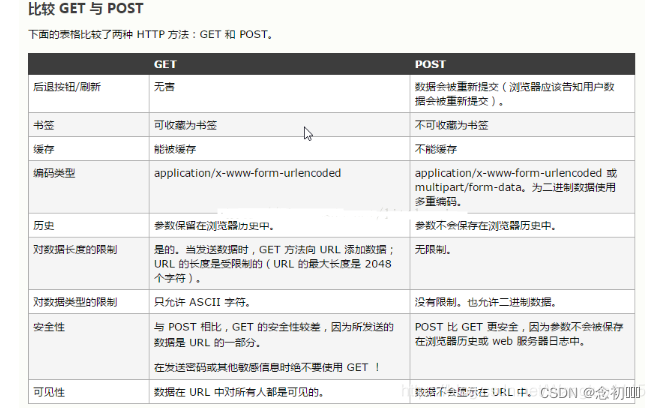 比较 GET 与 POST
下面的表格比较了两种 HTTP 方法：GET 和 POST。
GET POST
后退按钮/刷新 无害 数据会被重新提交（浏览器应该告知用户数
据会被重新提交）。
书签 可收藏为书签 不可收藏为书签
缓存 能被缓存 不能缓存
编码类型 application/x-www-form-urlencoded application/x-www-form-urlencoded 或
multipart/form-data。为二进制数据使用
多重编码。
历史 参数保留在浏览器历史中。 参数不会保存在浏览器历史中。
对数据长度的限制 是的。当发送数据时，GET 方法向 URL 添加数据； 无限制。
URL 的长度是受限制的（URL 的最大长度是 2048
个字符）。
对数据类型的限制 只允许 ASCII 字符。 没有限制。也允许二进制数据。
安全性 与 POST 相比，GET 的安全性较差，因为所发送的 POST 比 GET 更安全，因为参数不会被保存
数据是 URL 的一部分。 在浏览器历史或 web 服务器日志中。
在发送密码或其他敏感信息时绝不要使用 GET ！
可见性 数据在 URL 中对所有人都是可见的。 数据不会显示在 URL 中。
CSDN @念初